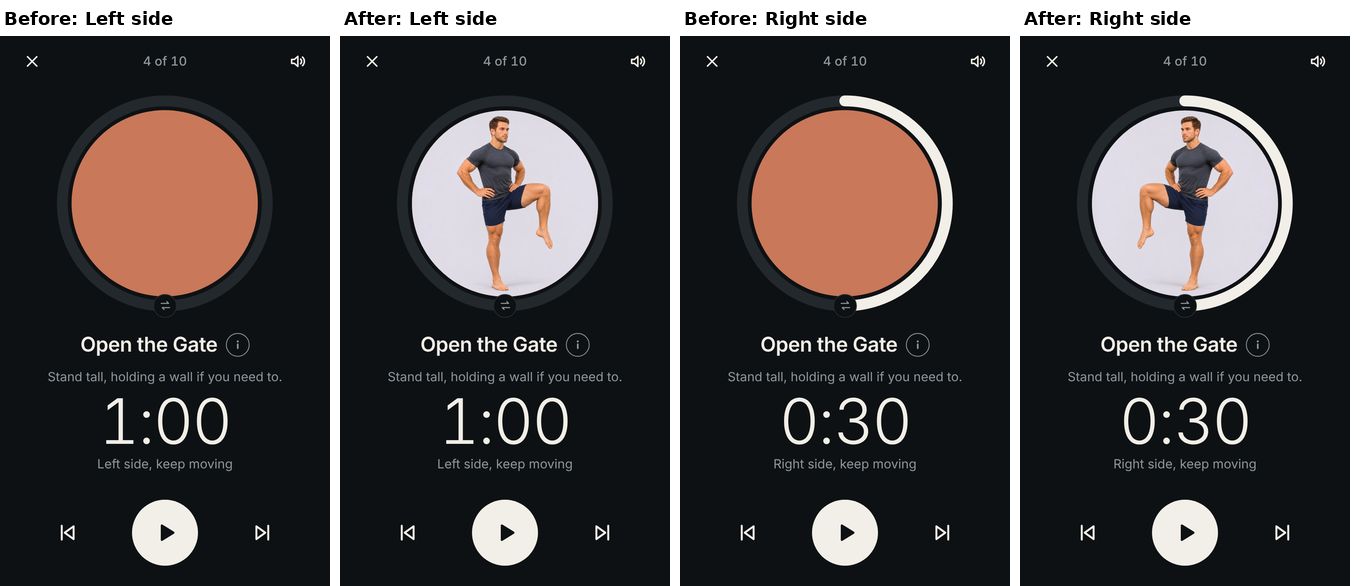 Before: Left side
4 of 10
Open the Gate
Stand tall, holding a wall if you need to.
1:00
Left side, keep moving
After: Left side
4 of 10
Open the Gate
Stand tall, holding a wall if you need to.
1:00
Left side, keep moving
Before: Right side
4 of 10
Open the Gate
Stand tall, holding a wall if you need to.
0:30
Right side, keep moving
After: Right side
4 of 10
Open the Gate
Stand tall, holding a wall if you need to.
0:30
Right side, keep moving